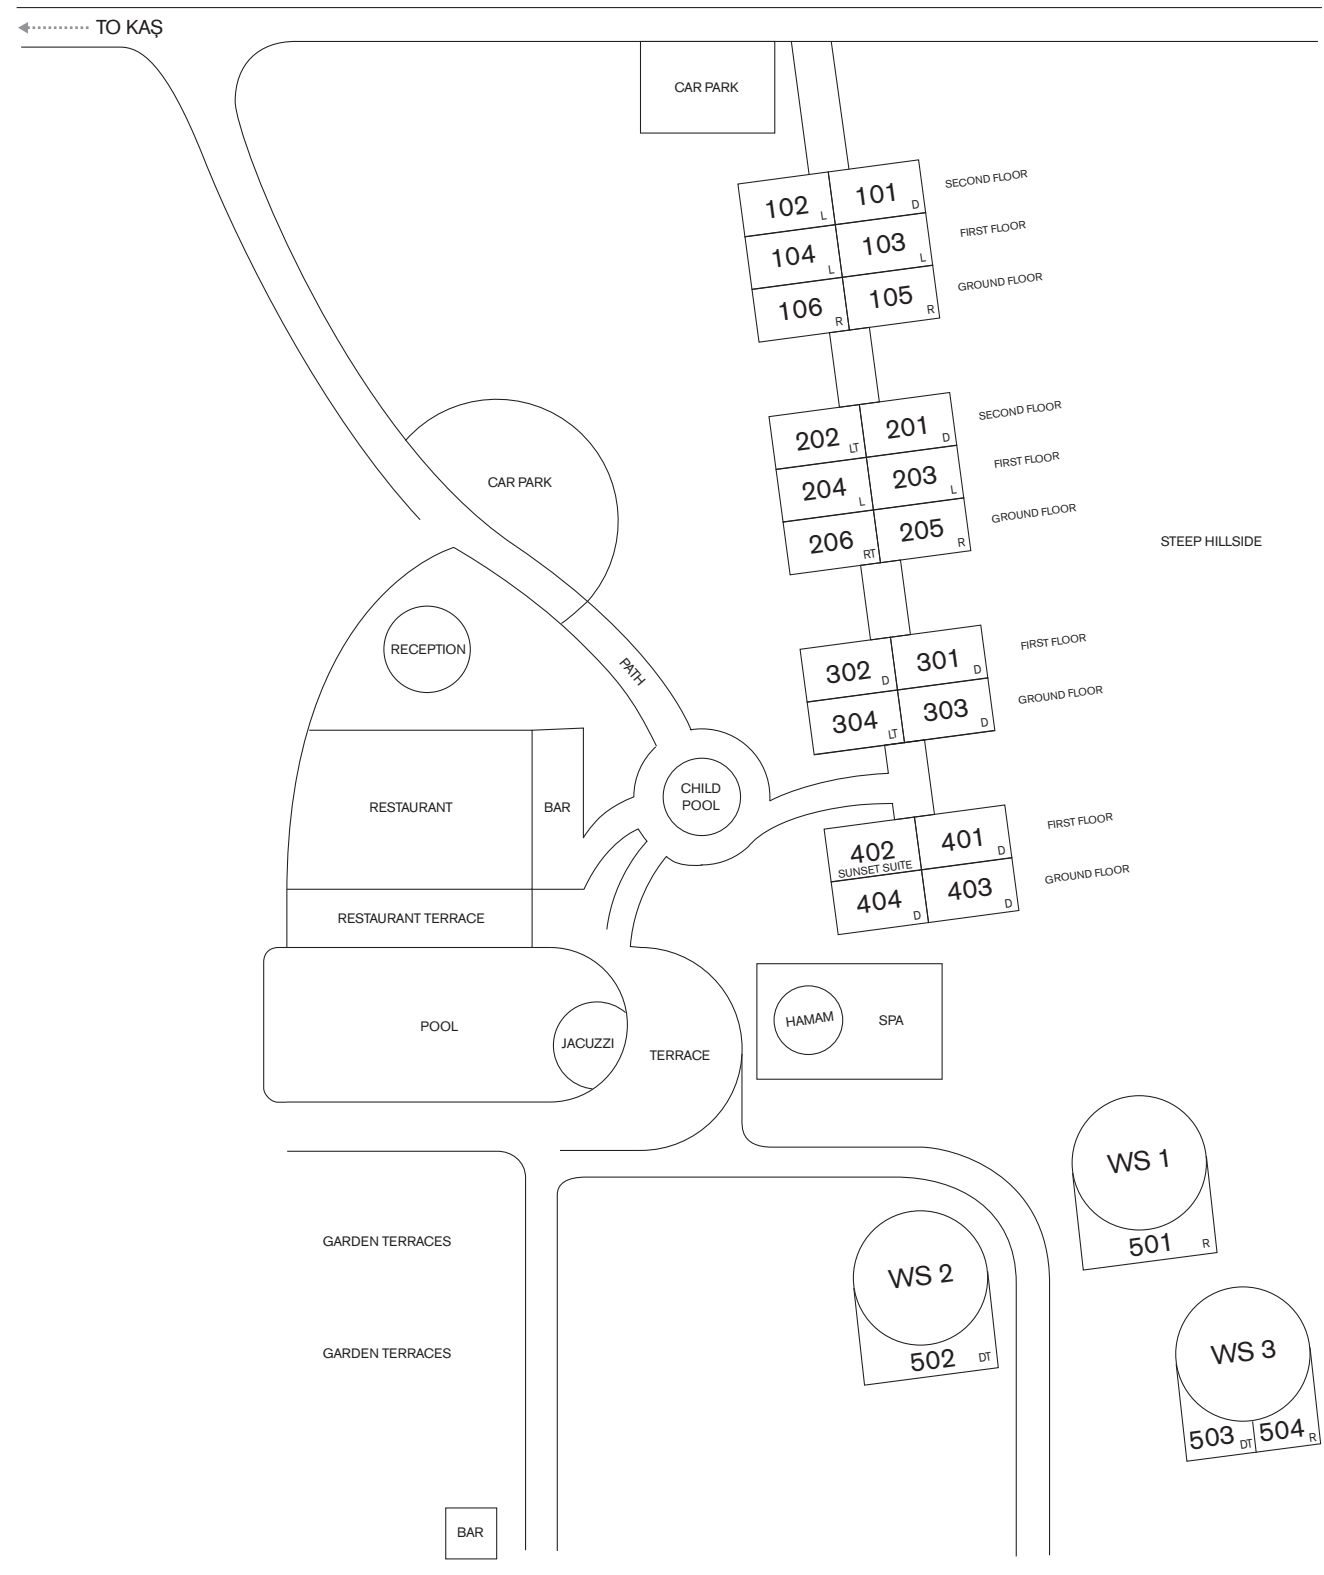 TO KAŞ
CAR PARK
102 L
101 D
SECOND FLOOR
104 L
103 L
FIRST FLOOR
106 R
105 R
GROUND FLOOR
202 LT
201 D
SECOND FLOOR
204 L
203 L
FIRST FLOOR
206 RT
205 R
GROUND FLOOR
CAR PARK
STEEP HILLSIDE
RECEPTION
PATH
302 D
301 D
FIRST FLOOR
304 LT
303 D
GROUND FLOOR
RESTAURANT
BAR
CHILD
POOL
402
SUNSET SUITE
401 D
FIRST FLOOR
404 D
403 D
GROUND FLOOR
RESTAURANT TERRACE
POOL
JACUZZI
TERRACE
HAMAM
SPA
WS 1
501 R
GARDEN TERRACES
WS 2
502 DT
GARDEN TERRACES
WS 3
503 DT
504 R
BAR